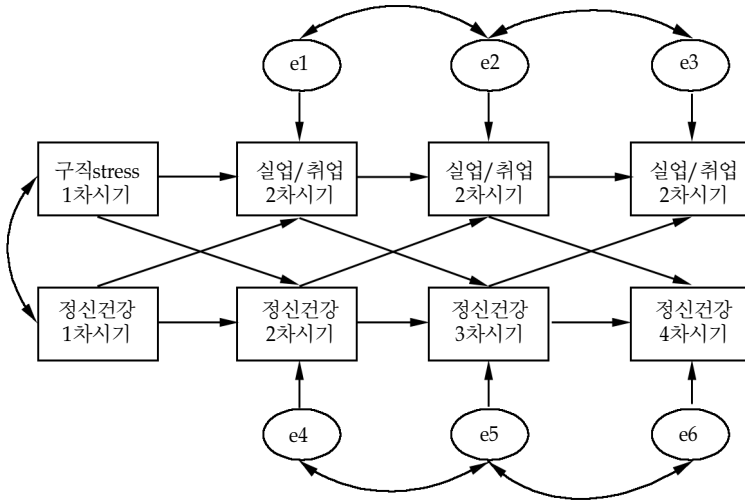 e1
e2
e3
구직stress
1차시기
실업/취업
2차시기
실업/취업
2차시기
실업/취업
2차시기
정신건강
1차시기
정신건강
2차시기
정신건강
3차시기
정신건강
4차시기
e4
e5
e6